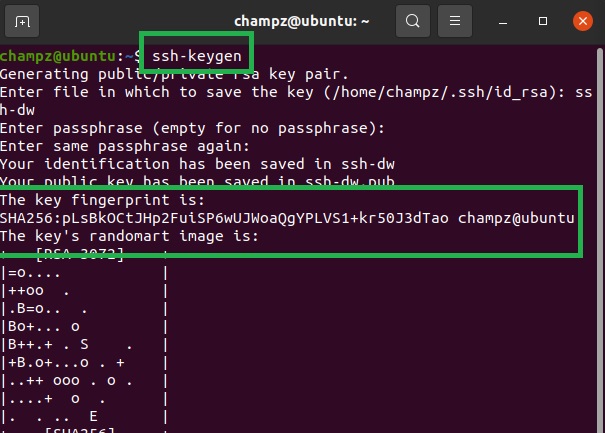 champz@ubuntu: ~
champz@ubuntu:~$ ssh-keygen
Generating public/private rsa key pair.
Enter file in which to save the key (/home/champz/.ssh/id_rsa): ss
h-dw
Enter passphrase (empty for no passphrase):
Enter same passphrase again:
Your identification has been saved in ssh-dw
Your public key has been saved in ssh-dw.pub
The key fingerprint is:
SHA256:pLsBkOCtJHp2FuiSP6wUJWoaQgYPLVS1+kr50J3dTao champz@ubuntu
The key's randomart image is:
+---[RSA 3072]----+
|=o....           |
|++oo  .          |
|.B=o..  .        |
|Bo+... o         |
|B++.+ . S    .   |
|+B.o+...o . +    |
|..++ ooo . o .   |
|....+  o  .      |
|. . ..  E        |
+----[SHA256]-----+